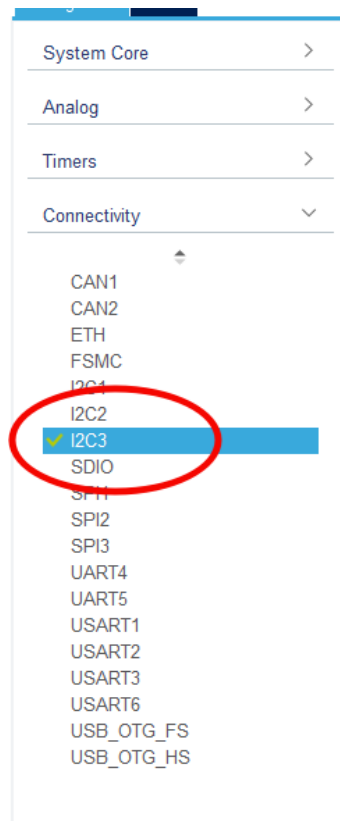 System Core
Analog
Timers
Connectivity
CAN1
CAN2
ETH
FSMC
I2C1
I2C2
I2C3
SDIO
SPI1
SPI2
SPI3
UART4
UART5
USART1
USART2
USART3
USART6
USB_OTG_FS
USB_OTG_HS